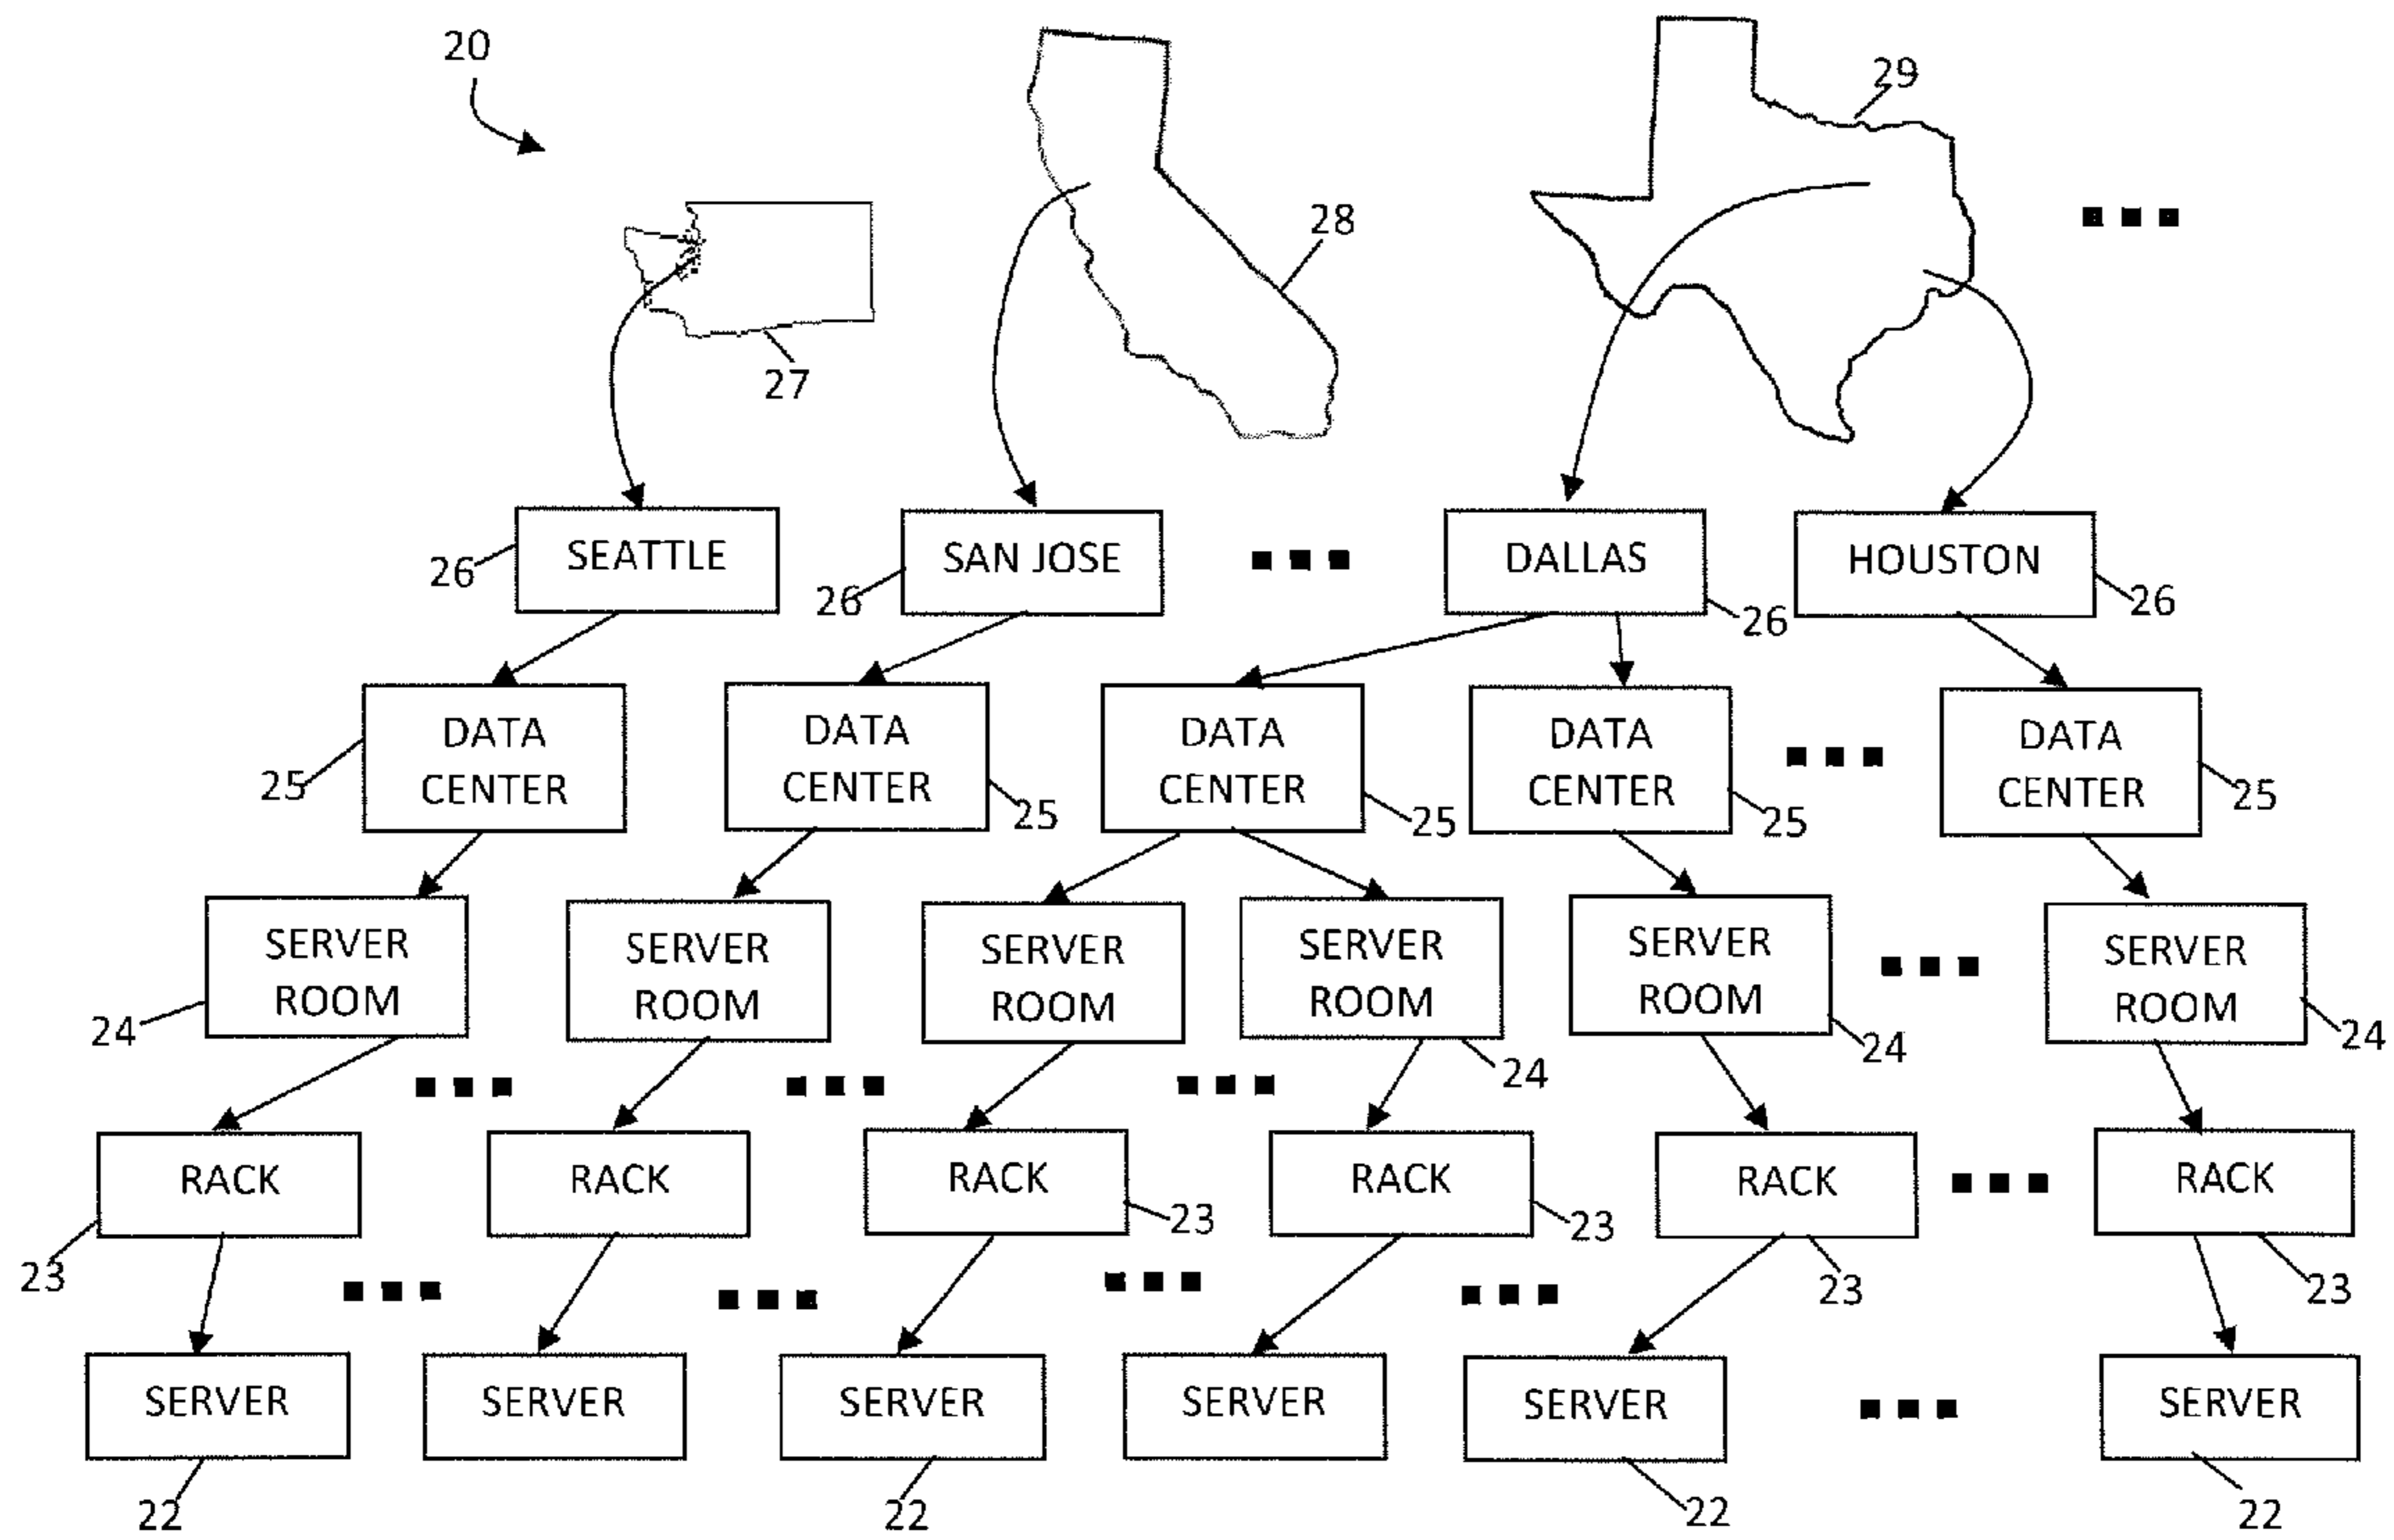 20
29
28
27
SEATTLE
SAN JOSE
DALLAS
HOUSTON
26
26
26
26
DATA
CENTER
DATA
CENTER
DATA
CENTER
DATA
CENTER
DATA
CENTER
25
25
25
25
25
SERVER
ROOM
SERVER
ROOM
SERVER
ROOM
SERVER
ROOM
SERVER
ROOM
SERVER
ROOM
24
24
24
24
RACK
RACK
RACK
RACK
RACK
RACK
23
23
23
23
23
SERVER
SERVER
SERVER
SERVER
SERVER
SERVER
22
22
22
22